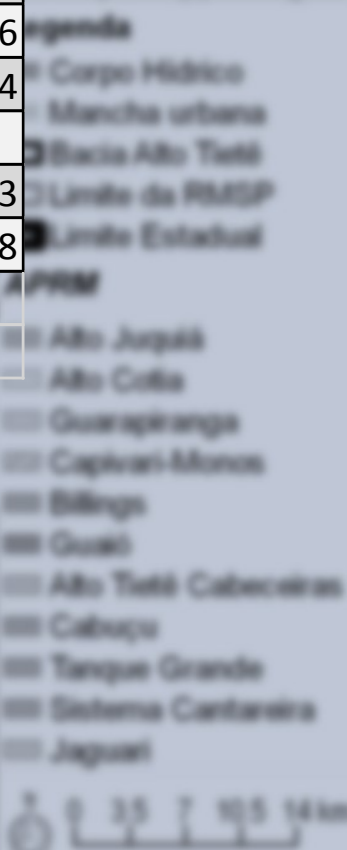 6
egenda
Corpo Hídrico
4
Mancha urbana
Bacia Alto Tietê
3
Limite da RMSP
8
Limite Estadual
APRM
Alto Juquiá
Alto Cotia
Guarapiranga
Capivari-Monos
Billings
Guaió
Alto Tietê Cabeceiras
Cabuçu
Tanque Grande
Sistema Cantareira
Jaguari
0 3,5 7 10,5 14 km